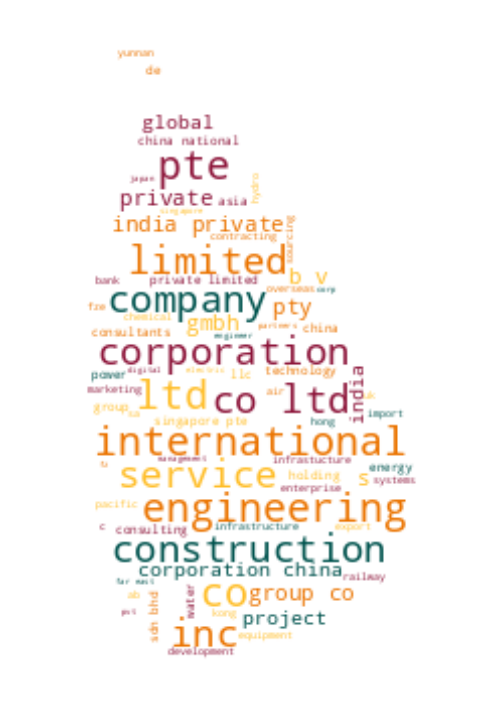 yunnan
de
global
china national
pte
japan
hydro
private asia
singapore
india private
contracting
sourcing
limited
b v
bank private limited
overseas corp
company
fze
pty
chemical
gmbh
partners china
consultants
engineer
corporation
power digital electric llc technology
air
india
marketing
ltd co ltd
uk
group sa
import
singapore pte hong
international
management infrastucture
energy
service holding s systems
enterprise
pacific
engineering
c consulting infrastructure export
construction
corporation china
railway
far east
ab
water
co group co
pvt
kong
project
sdn bhd
inc equipment
development